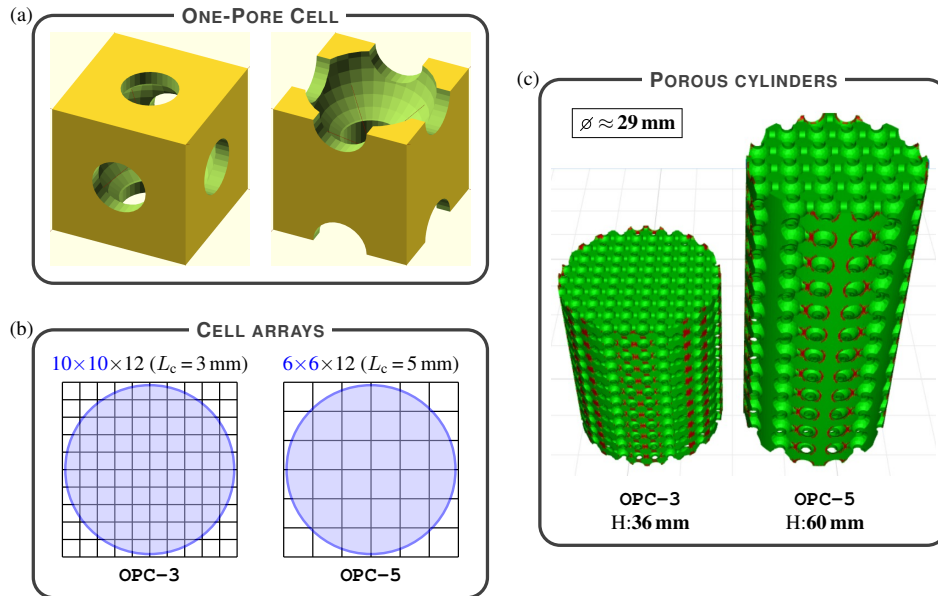 (a)
ONE-PORE CELL
(b)
CELL ARRAYS
10×10×12 (Lc = 3 mm)
6×6×12 (Lc = 5 mm)
OPC-3
OPC-5
(c)
POROUS CYLINDERS
⌀ ≈ 29 mm
OPC-3
H:36 mm
OPC-5
H:60 mm